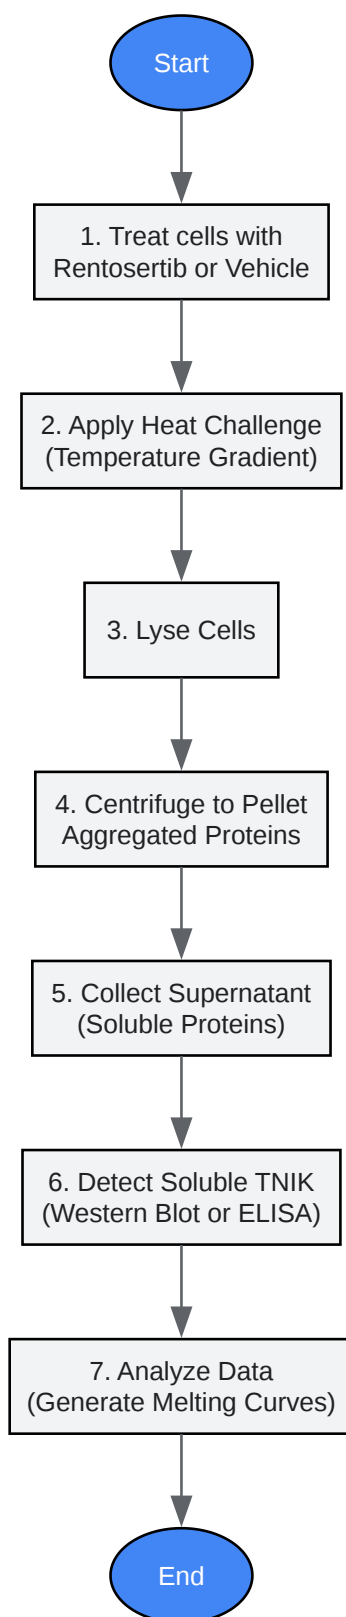 Start
1. Treat cells with
Rentosertib or Vehicle
2. Apply Heat Challenge
(Temperature Gradient)
3. Lyse Cells
4. Centrifuge to Pellet
Aggregated Proteins
5. Collect Supernatant
(Soluble Proteins)
6. Detect Soluble TNIK
(Western Blot or ELISA)
7. Analyze Data
(Generate Melting Curves)
End